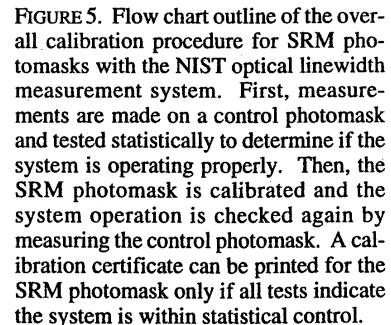 FIGURE 5. Flow chart outline of the over-
all calibration procedure for SRM pho-
tomasks with the NIST optical linewidth
measurement system. First, measure-
ments are made on a control photomask
and tested statistically to determine if the
system is operating properly. Then, the
SRM photomask is calibrated and the
system operation is checked again by
measuring the control photomask. A cal-
ibration certificate can be printed for the
SRM photomask only if all tests indicate
the system is within statistical control.